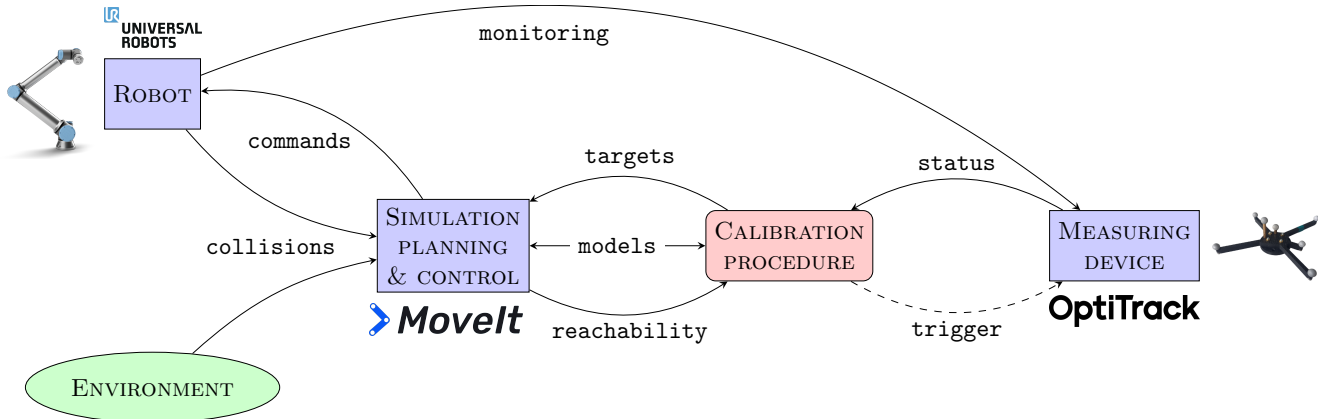 UR
UNIVERSAL
ROBOTS
monitoring
ROBOT
commands
targets
status
SIMULATION
PLANNING
& CONTROL
collisions
models
CALIBRATION
PROCEDURE
MEASURING
DEVICE
MoveIt
reachability
trigger
OptiTrack
ENVIRONMENT